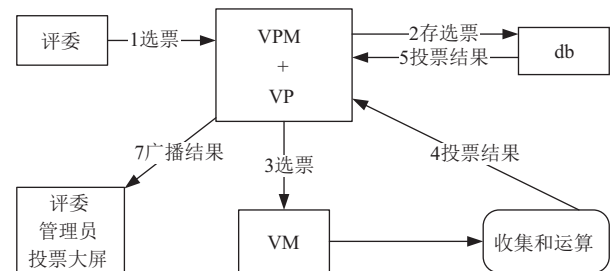 评委
1选票
VPM
+
VP
2存选票
5投票结果
db
7广播结果
3选票
4投票结果
评委
管理员
投票大屏
VM
收集和运算